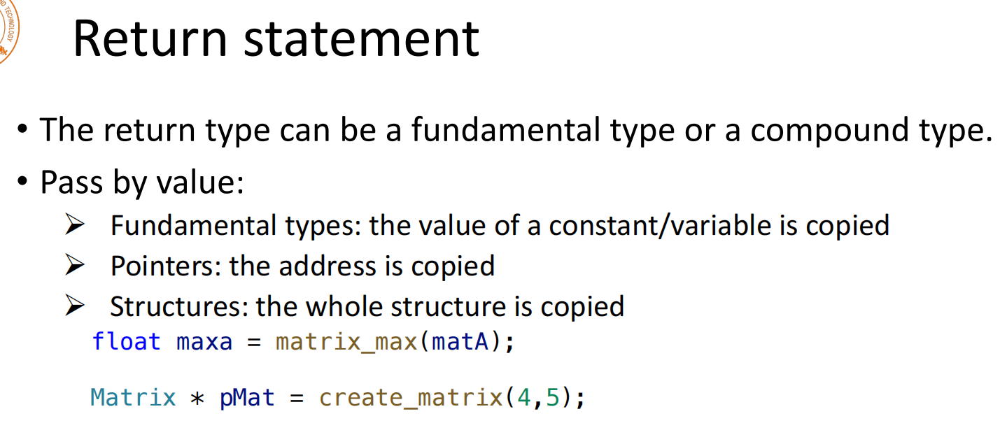 D TECHNOLOGY
Return statement
• The return type can be a fundamental type or a compound type.
• Pass by value:
➢ Fundamental types: the value of a constant/variable is copied
➢ Pointers: the address is copied
➢ Structures: the whole structure is copied
float maxa = matrix_max(matA);
Matrix * pMat = create_matrix(4,5);